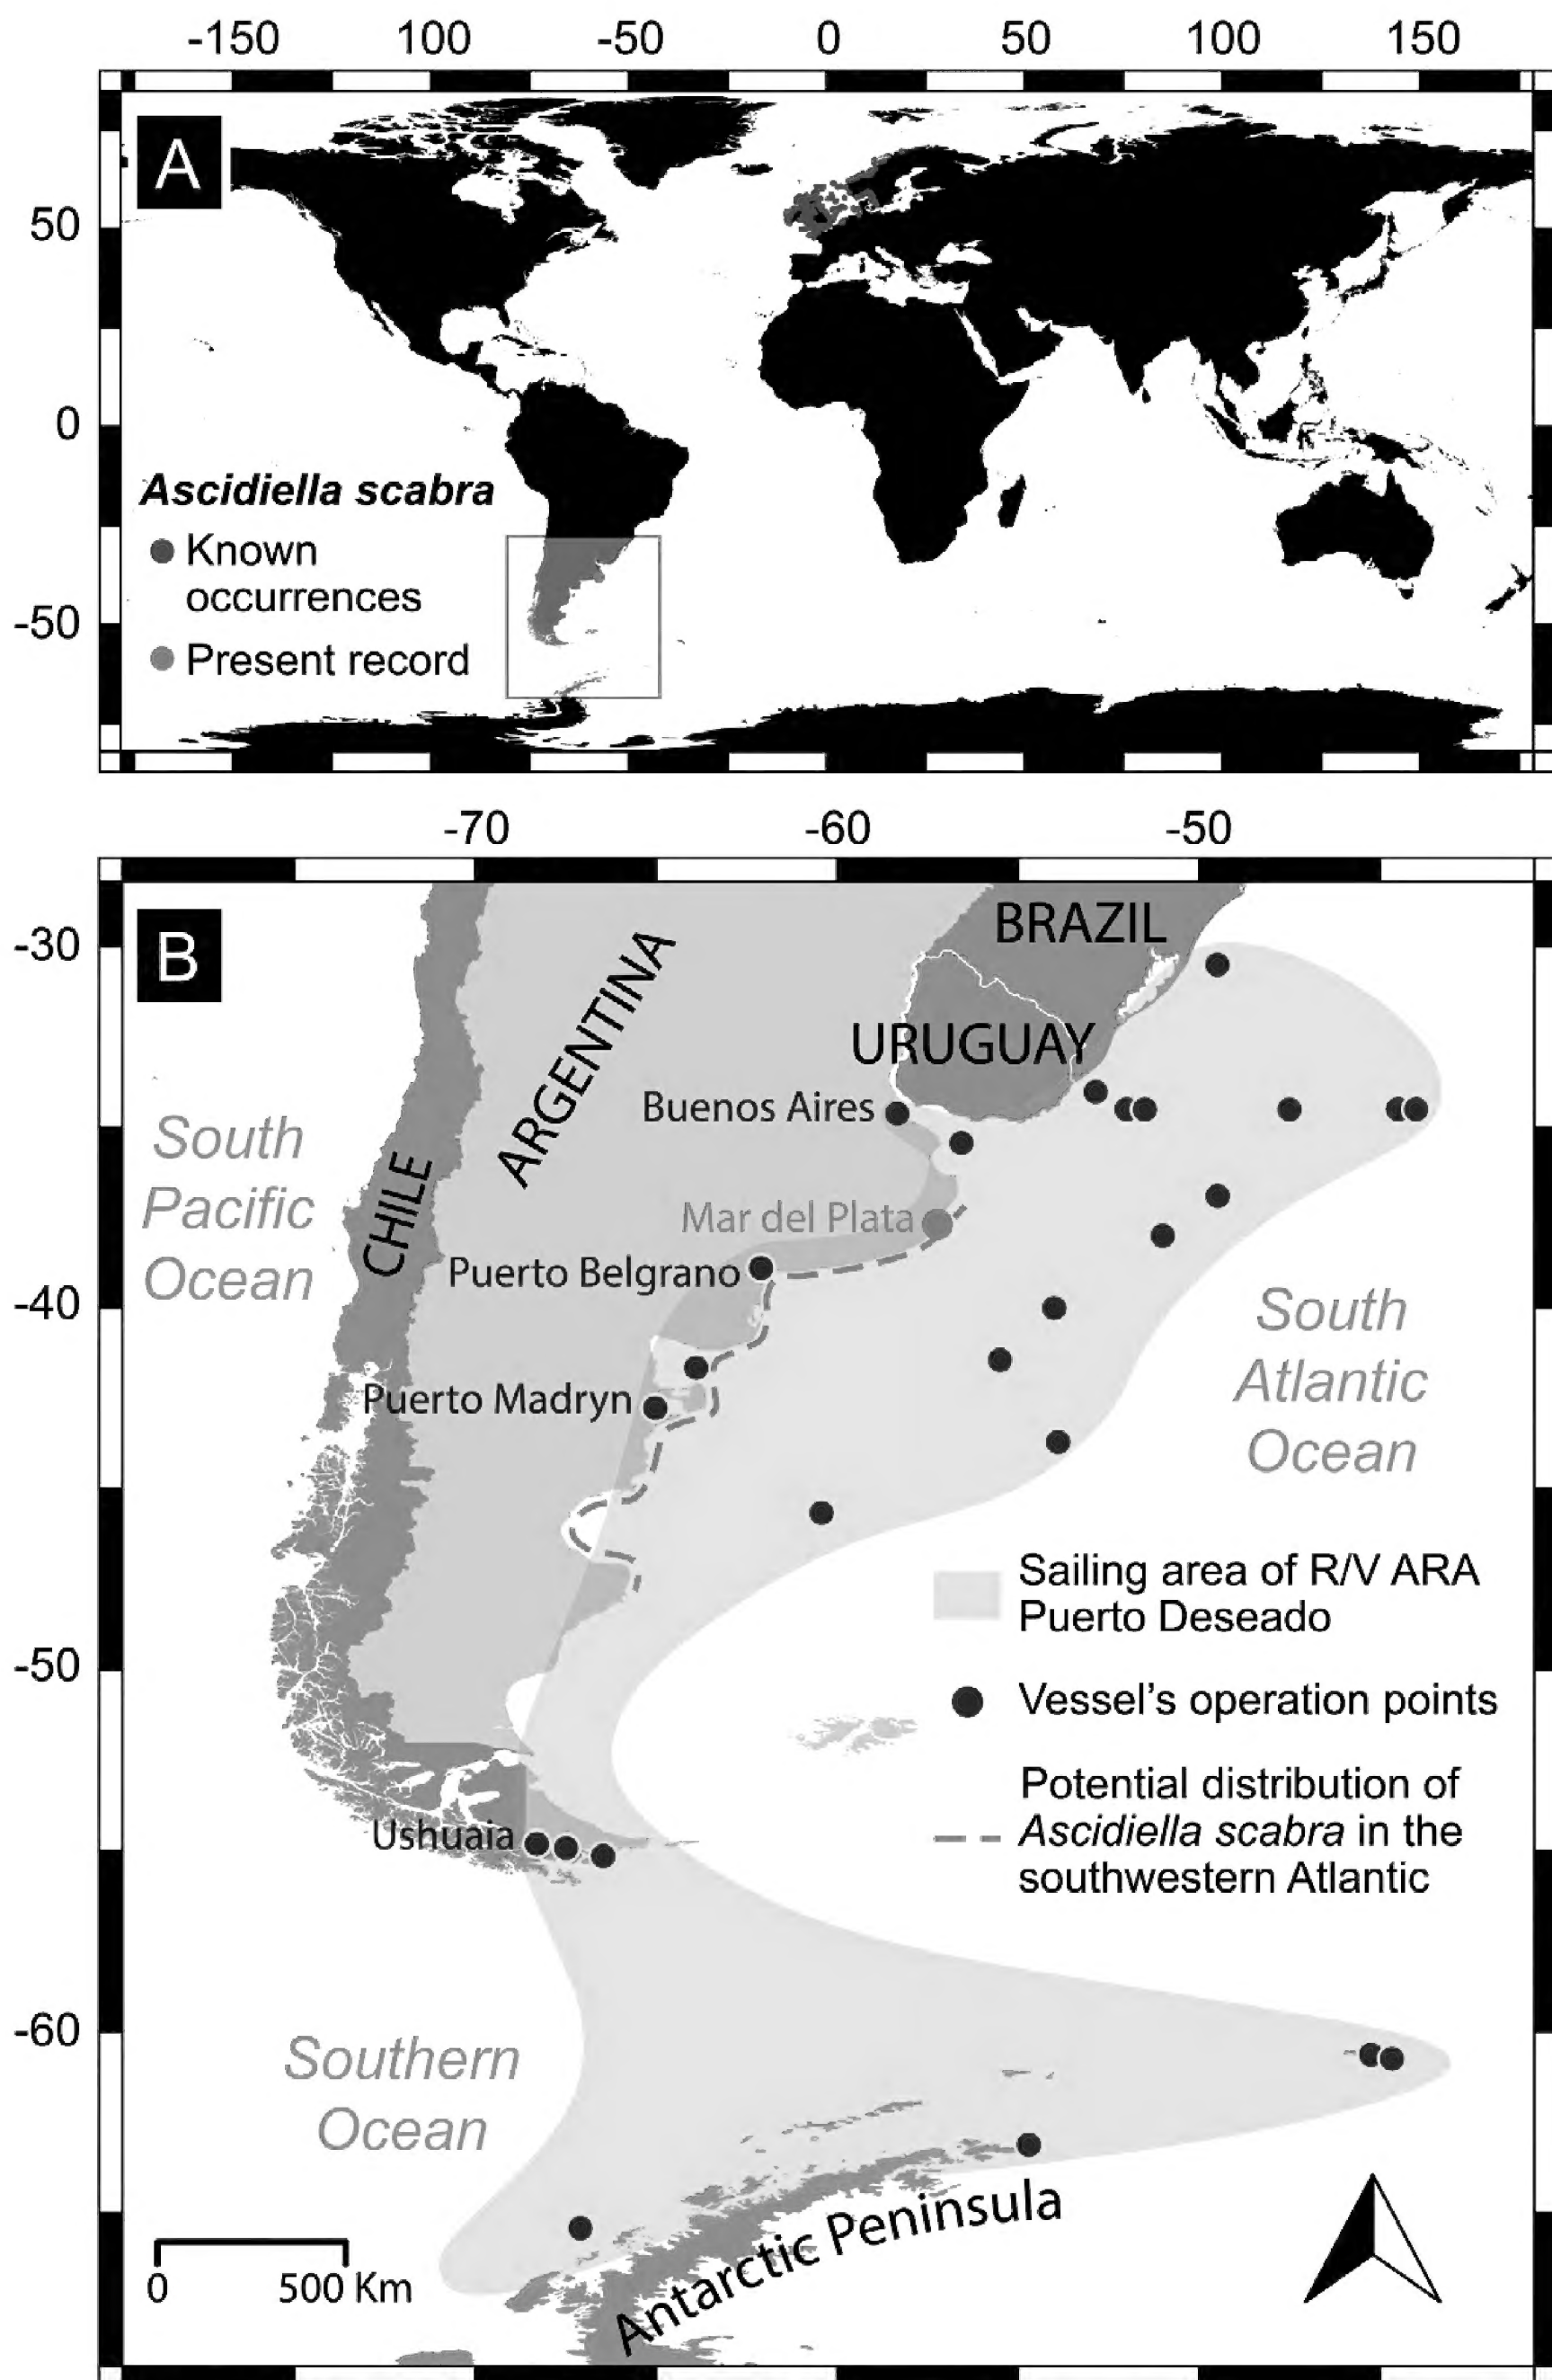 -150 100 -50 0 50 100 150
A
50
0
-50
Ascidiella scabra
Known
occurrences
Present record
-70 -60 -50
B
-30
-40
-50
-60
BRAZIL
ARGENTINA
URUGUAY
CHILE
Buenos Aires
Mar del Plata
Puerto Belgrano
Puerto Madryn
Ushuaia
South
Pacific
Ocean
South
Atlantic
Ocean
Sailing area of R/V ARA
Puerto Deseado
Vessel's operation points
Potential distribution of
Ascidiella scabra in the
southwestern Atlantic
Southern
Ocean
Antarctic Peninsula
0 500 Km